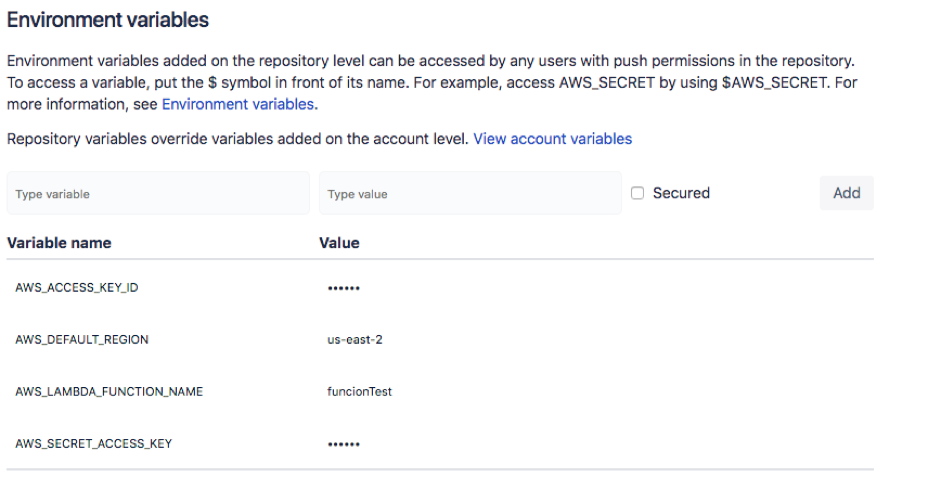 Environment variables
Environment variables added on the repository level can be accessed by any users with push permissions in the repository.
To access a variable, put the $ symbol in front of its name. For example, access AWS_SECRET by using $AWS_SECRET. For
more information, see Environment variables.
Repository variables override variables added on the account level. View account variables
Type variable Type value Secured Add
Variable name Value
AWS_ACCESS_KEY_ID ••••••
AWS_DEFAULT_REGION us-east-2
AWS_LAMBDA_FUNCTION_NAME funcionTest
AWS_SECRET_ACCESS_KEY ••••••